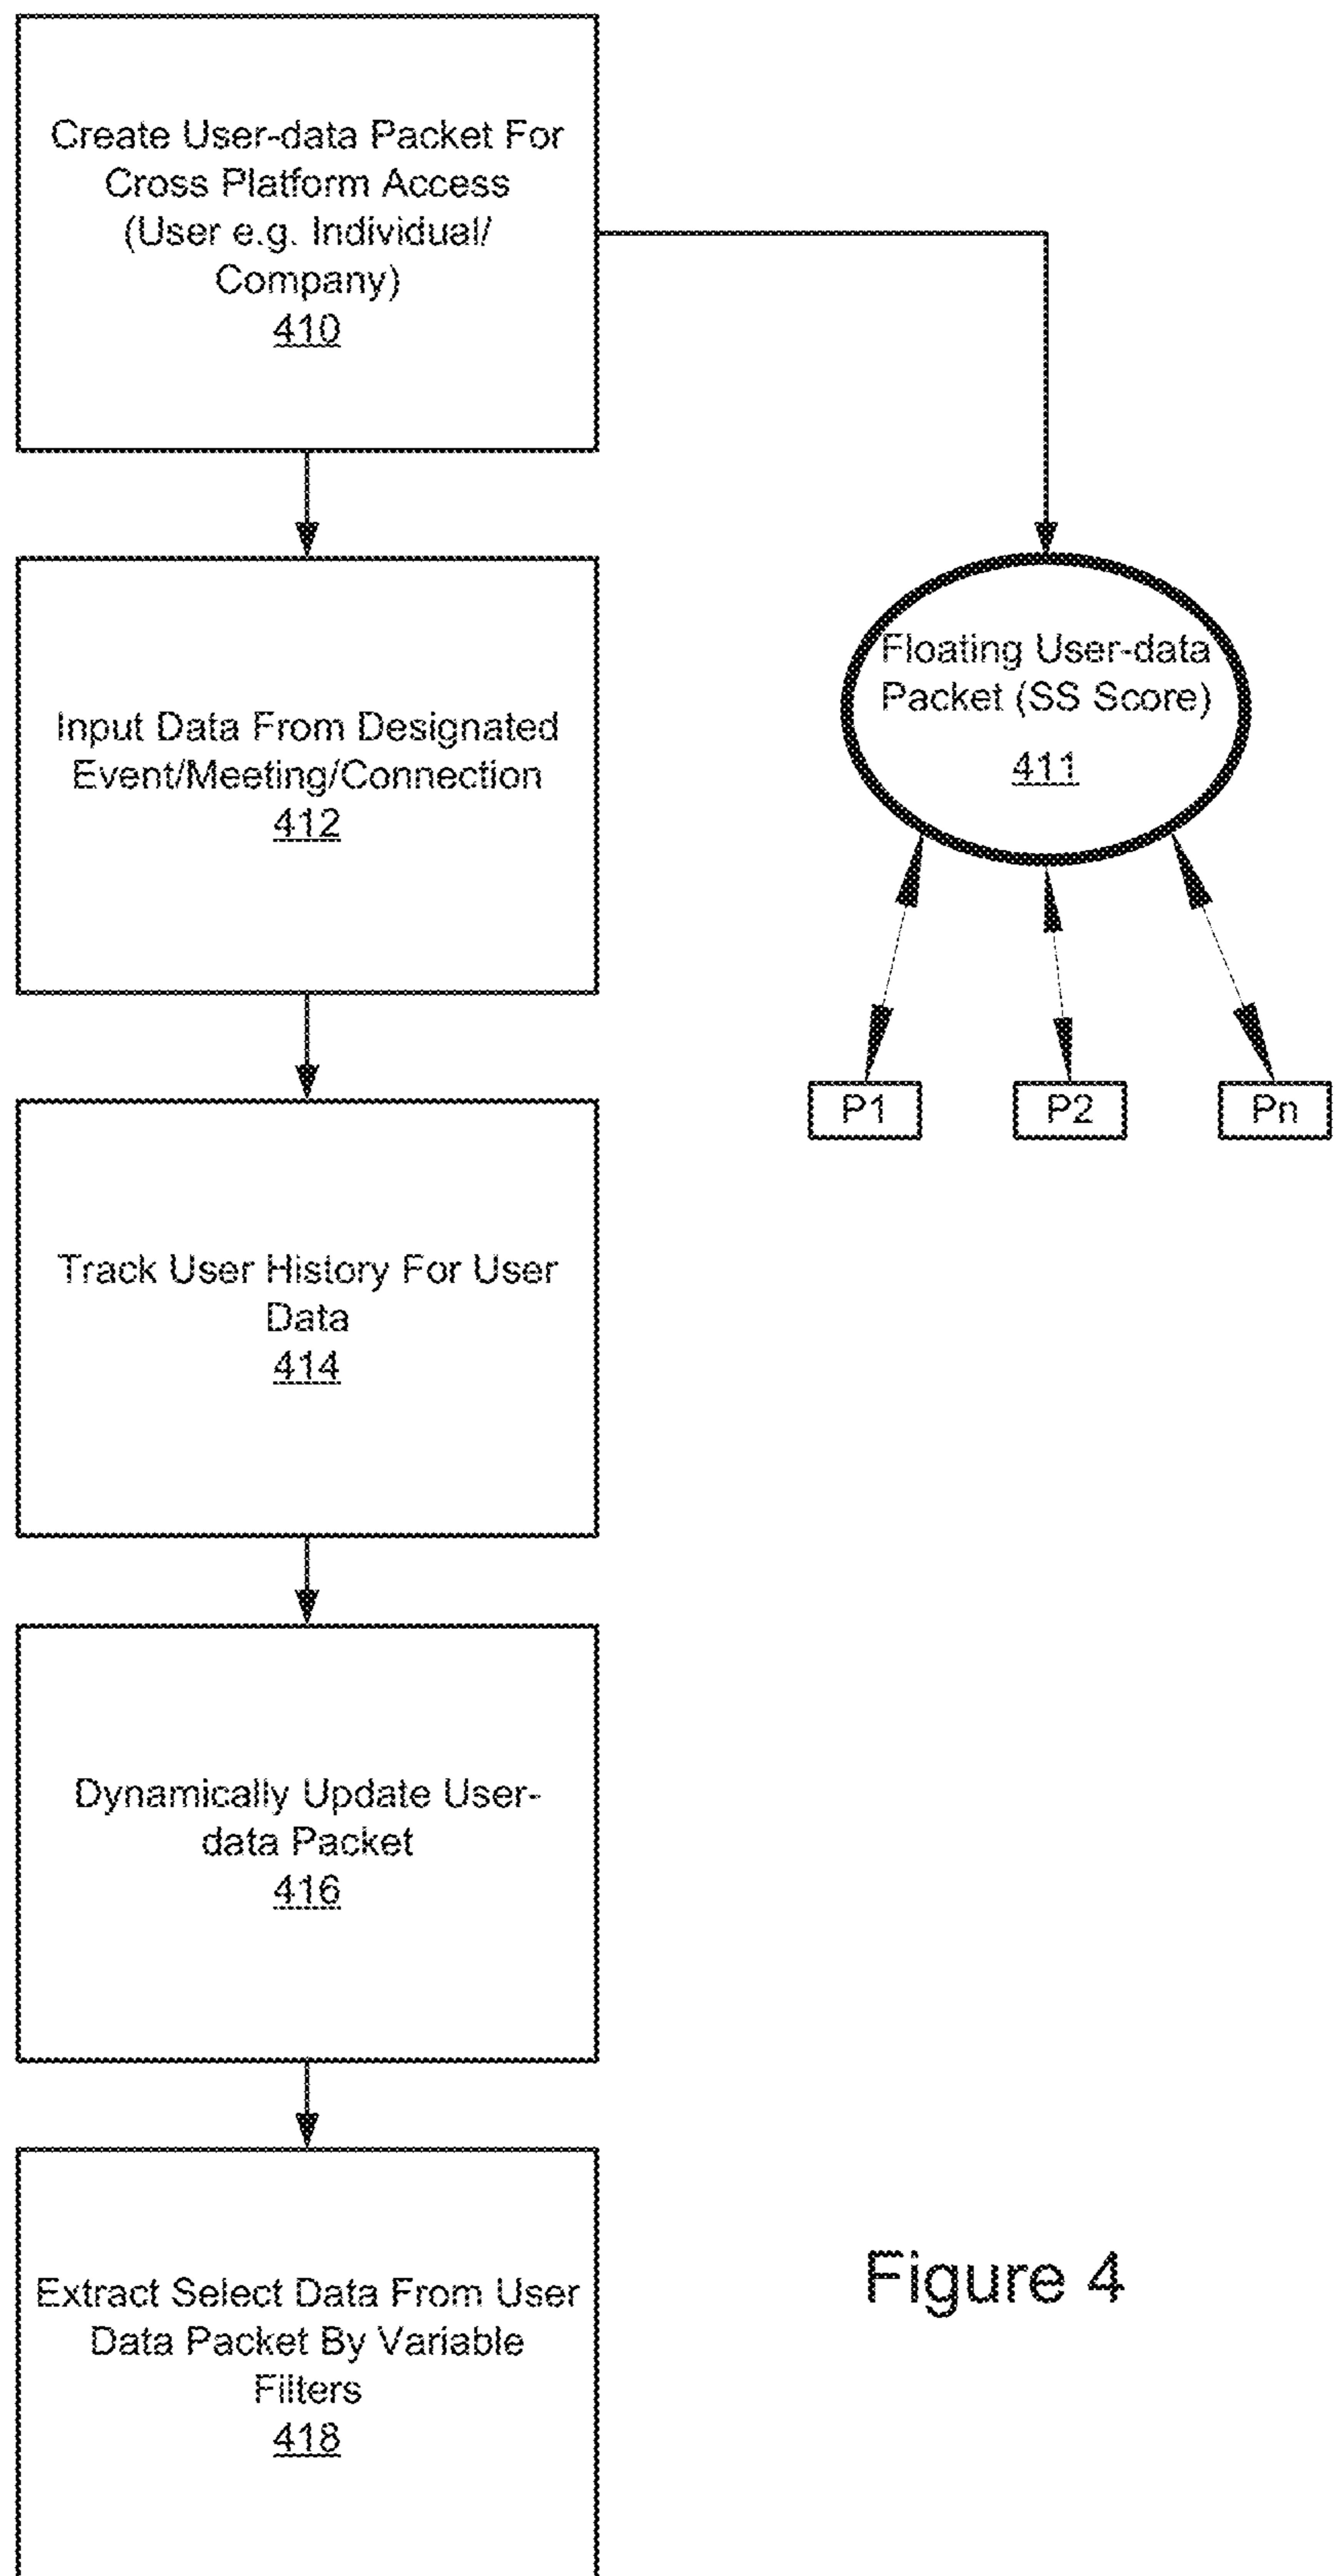 Create User-data Packet For
Cross Platform Access
(User e.g. Individual/
Company)
410
Input Data From Designated
Event/Meeting/Connection
412
Track User History For User
Data
414
Dynamically Update User-
data Packet
416
Extract Select Data From User
Data Packet By Variable
Filters
418
Floating User-data
Packet (SS Score)
411
P1
P2
Pn
Figure 4